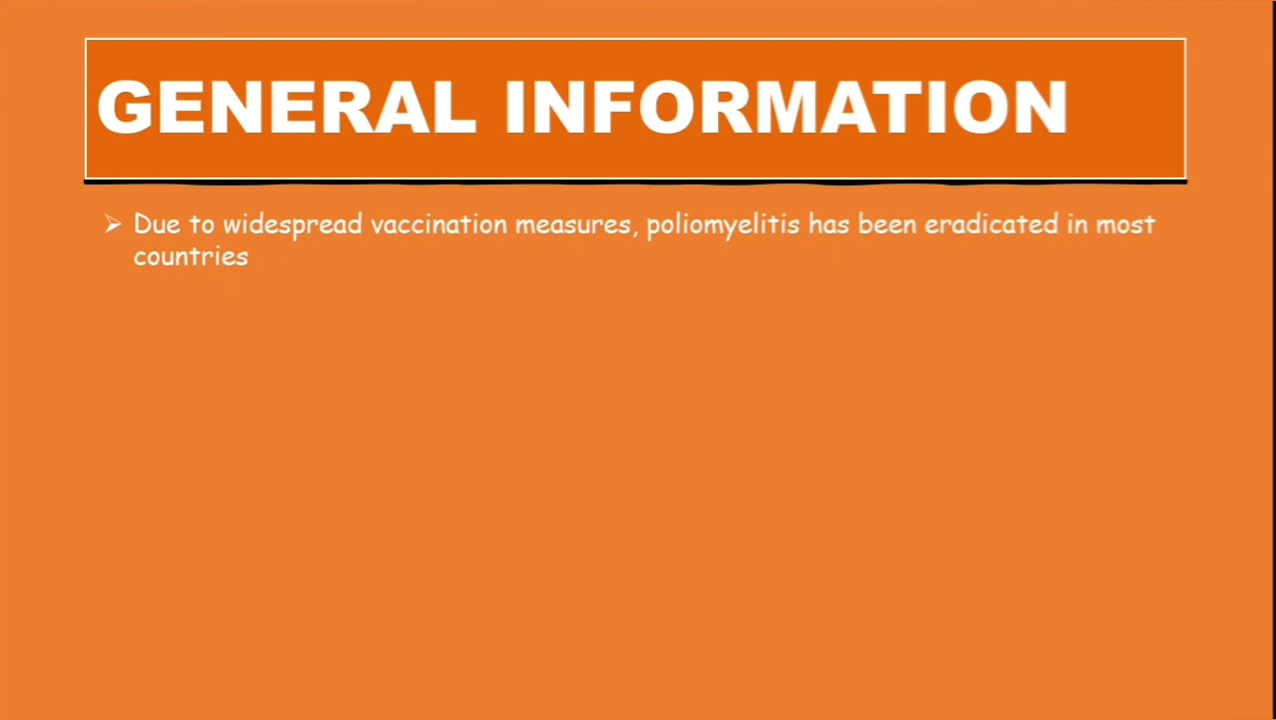 GENERAL INFORMATION
Due to widespread vaccination measures, poliomyelitis has been eradicated in most
countries